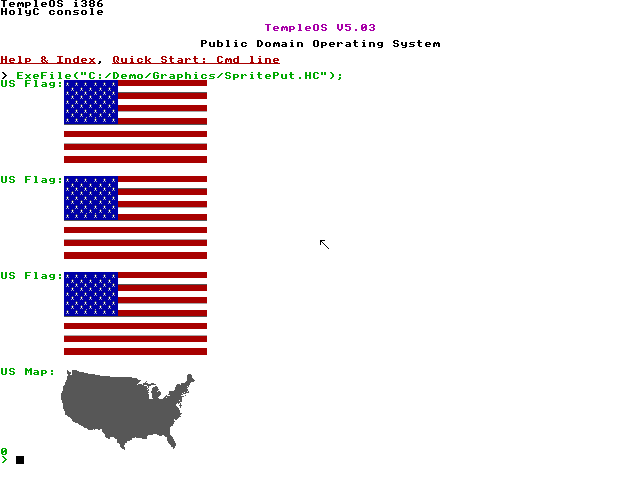 TempleOS i386
HolyC console
TempleOS V5.03
Public Domain Operating System
Help & Index, Quick Start: Cmd line
> ExeFile("C:/Demo/Graphics/SpritePut.HC");
US Flag:
US Flag:
US Flag:
US Map:
0
>